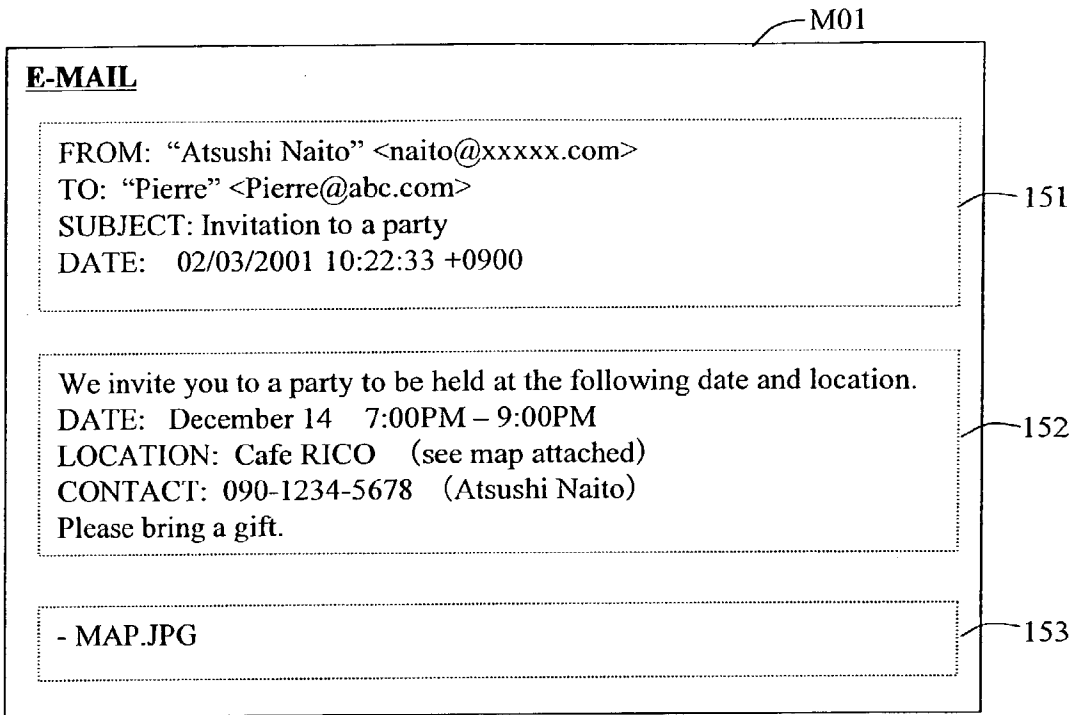 M01
E-MAIL
FROM: “Atsushi Naito” <naito@xxxxx.com>
TO: “Pierre” <Pierre@abc.com>
SUBJECT: Invitation to a party
DATE: 02/03/2001 10:22:33 +0900
151
We invite you to a party to be held at the following date and location.
DATE: December 14 7:00PM – 9:00PM
LOCATION: Cafe RICO (see map attached)
CONTACT: 090-1234-5678 (Atsushi Naito)
Please bring a gift.
152
- MAP.JPG
153